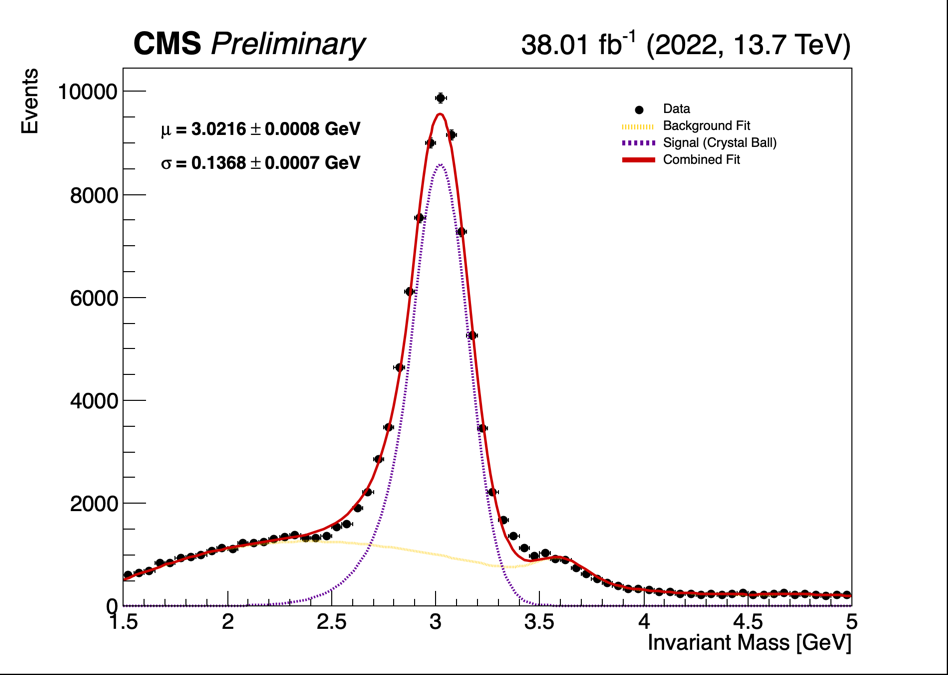 CMS Preliminary
38.01 fb⁻¹ (2022, 13.7 TeV)
Events
10000
8000
6000
4000
2000
0
μ = 3.0216 ± 0.0008 GeV
σ = 0.1368 ± 0.0007 GeV
Data
Background Fit
Signal (Crystal Ball)
Combined Fit
1.5 2 2.5 3 3.5 4 4.5 5
Invariant Mass [GeV]